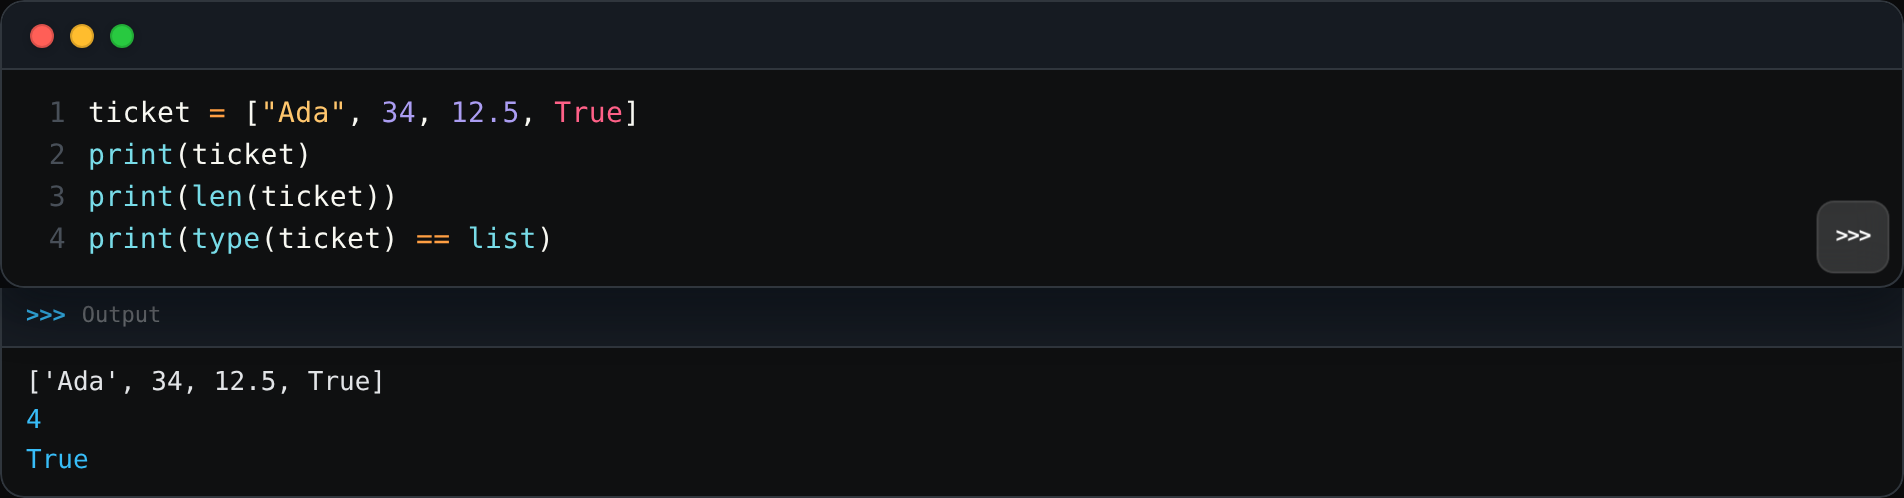 1 ticket = ["Ada", 34, 12.5, True]
2 print(ticket)
3 print(len(ticket))
4 print(type(ticket) == list)
>>>
>>> Output
['Ada', 34, 12.5, True]
4
True